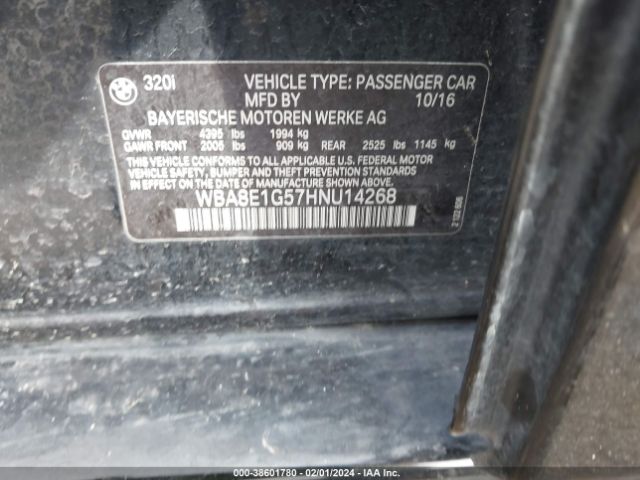 320i VEHICLE TYPE: PASSENGER CAR
MFD BY 10/16
BAYERISCHE MOTOREN WERKE AG
GVWR 4395 lbs 1994 kg
GAWR FRONT 2005 lbs 909 kg REAR 2525 lbs 1145 kg
THIS VEHICLE CONFORMS TO ALL APPLICABLE U.S. FEDERAL MOTOR
VEHICLE SAFETY, BUMPER AND THEFT PREVENTION STANDARDS
IN EFFECT ON THE DATE OF MANUFACTURE SHOWN ABOVE.
WBA8E1G57HNU14268
000-38601780 - 02/01/2024 - IAA Inc.